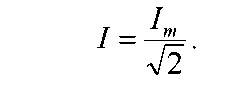 I = I_m / √2 .